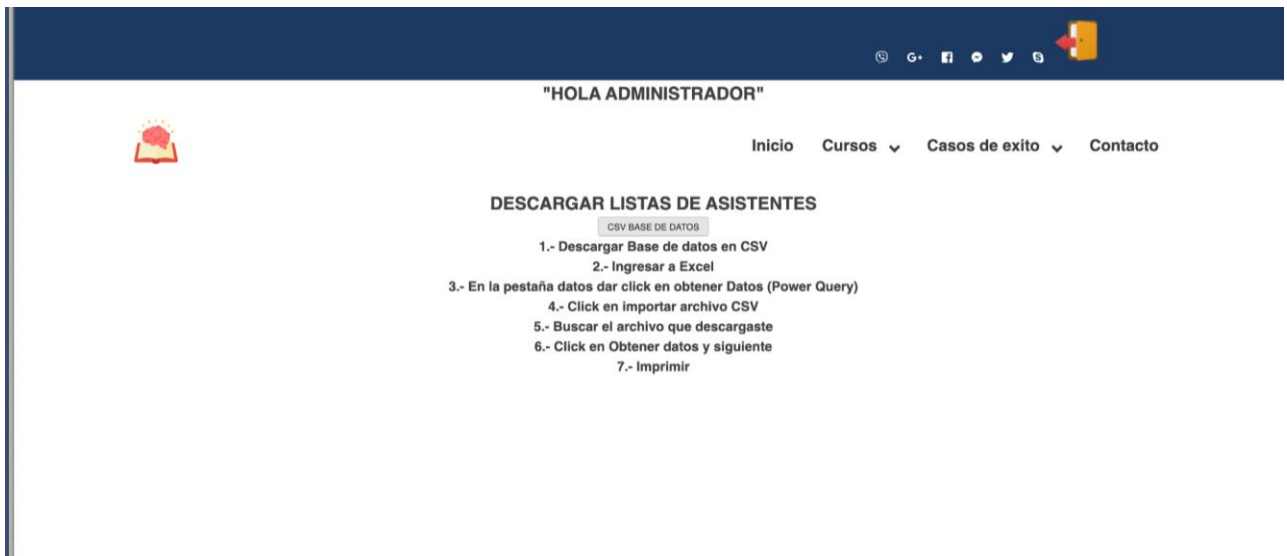 "HOLA ADMINISTRADOR"
Inicio Cursos Casos de exito Contacto
DESCARGAR LISTAS DE ASISTENTES
CSV BASE DE DATOS
1.- Descargar Base de datos en CSV
2.- Ingresar a Excel
3.- En la pestaña datos dar click en obtener Datos (Power Query)
4.- Click en importar archivo CSV
5.- Buscar el archivo que descargaste
6.- Click en Obtener datos y siguiente
7.- Imprimir